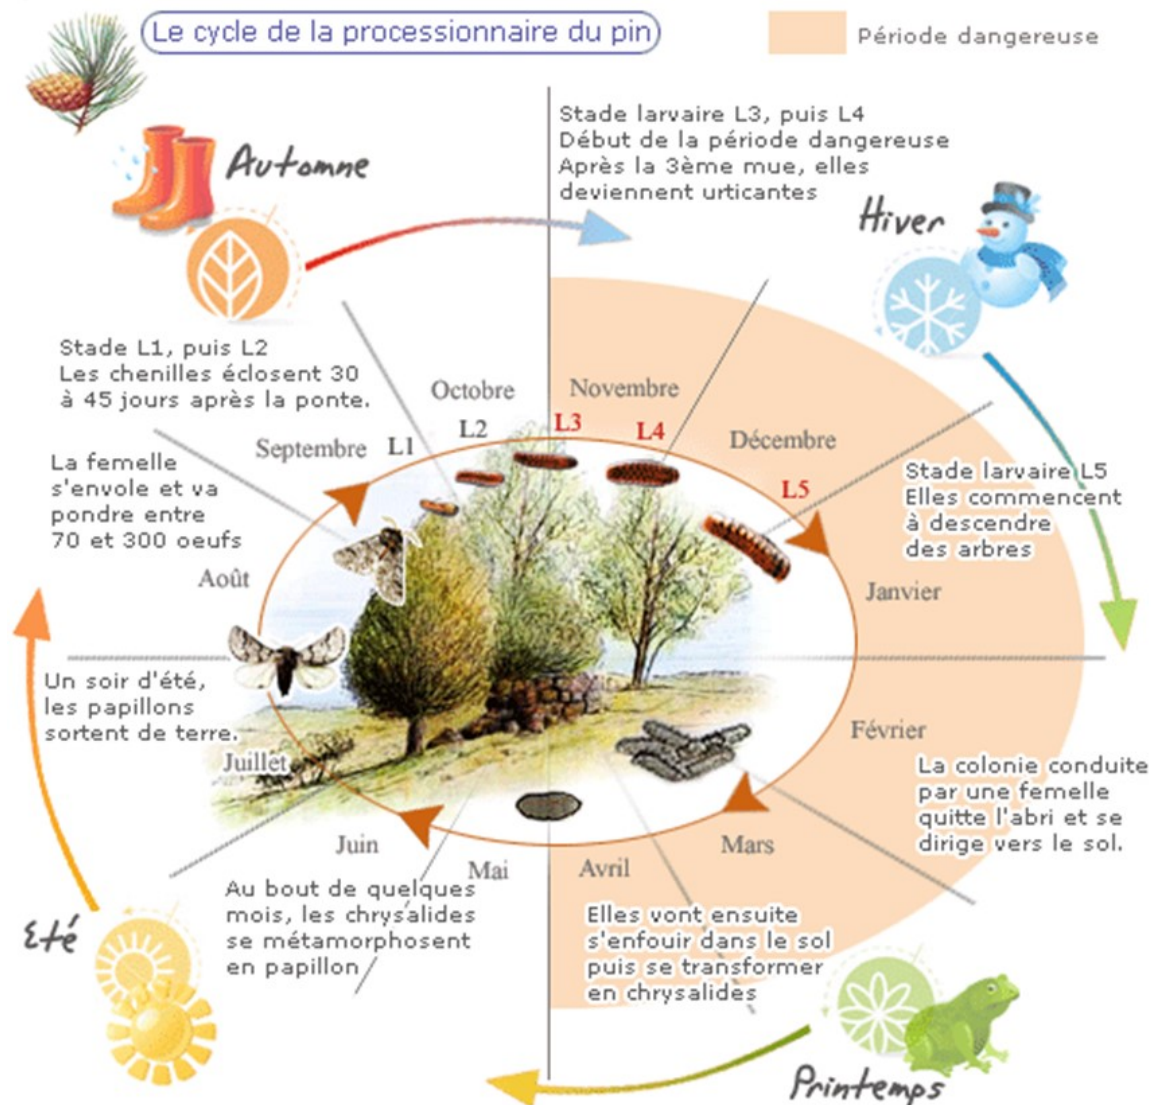 Le cycle de la processionnaire du pin
Période dangereuse
Automne
Stade larvaire L3, puis L4
Début de la période dangereuse
Après la 3ème mue, elles
deviennent urticantes
Hiver
Stade L1, puis L2
Les chenilles éclosent 30
à 45 jours après la ponte.
Octobre
Novembre
L2
L3
L4
Septembre
L1
Décembre
La femelle
s'envole et va
pondre entre
70 et 300 oeufs
L5
Stade larvaire L5
Elles commencent
à descendre
des arbres
Août
Janvier
Un soir d'été,
les papillons
sortent de terre.
Juillet
Février
La colonie conduite
par une femelle
quitte l'abri et se
dirige vers le sol.
Juin
Mai
Avril
Mars
Au bout de quelques
mois, les chrysalides
se métamorphosent
en papillon
Elles vont ensuite
s'enfouir dans le sol
puis se transformer
en chrysalides
Eté
Printemps